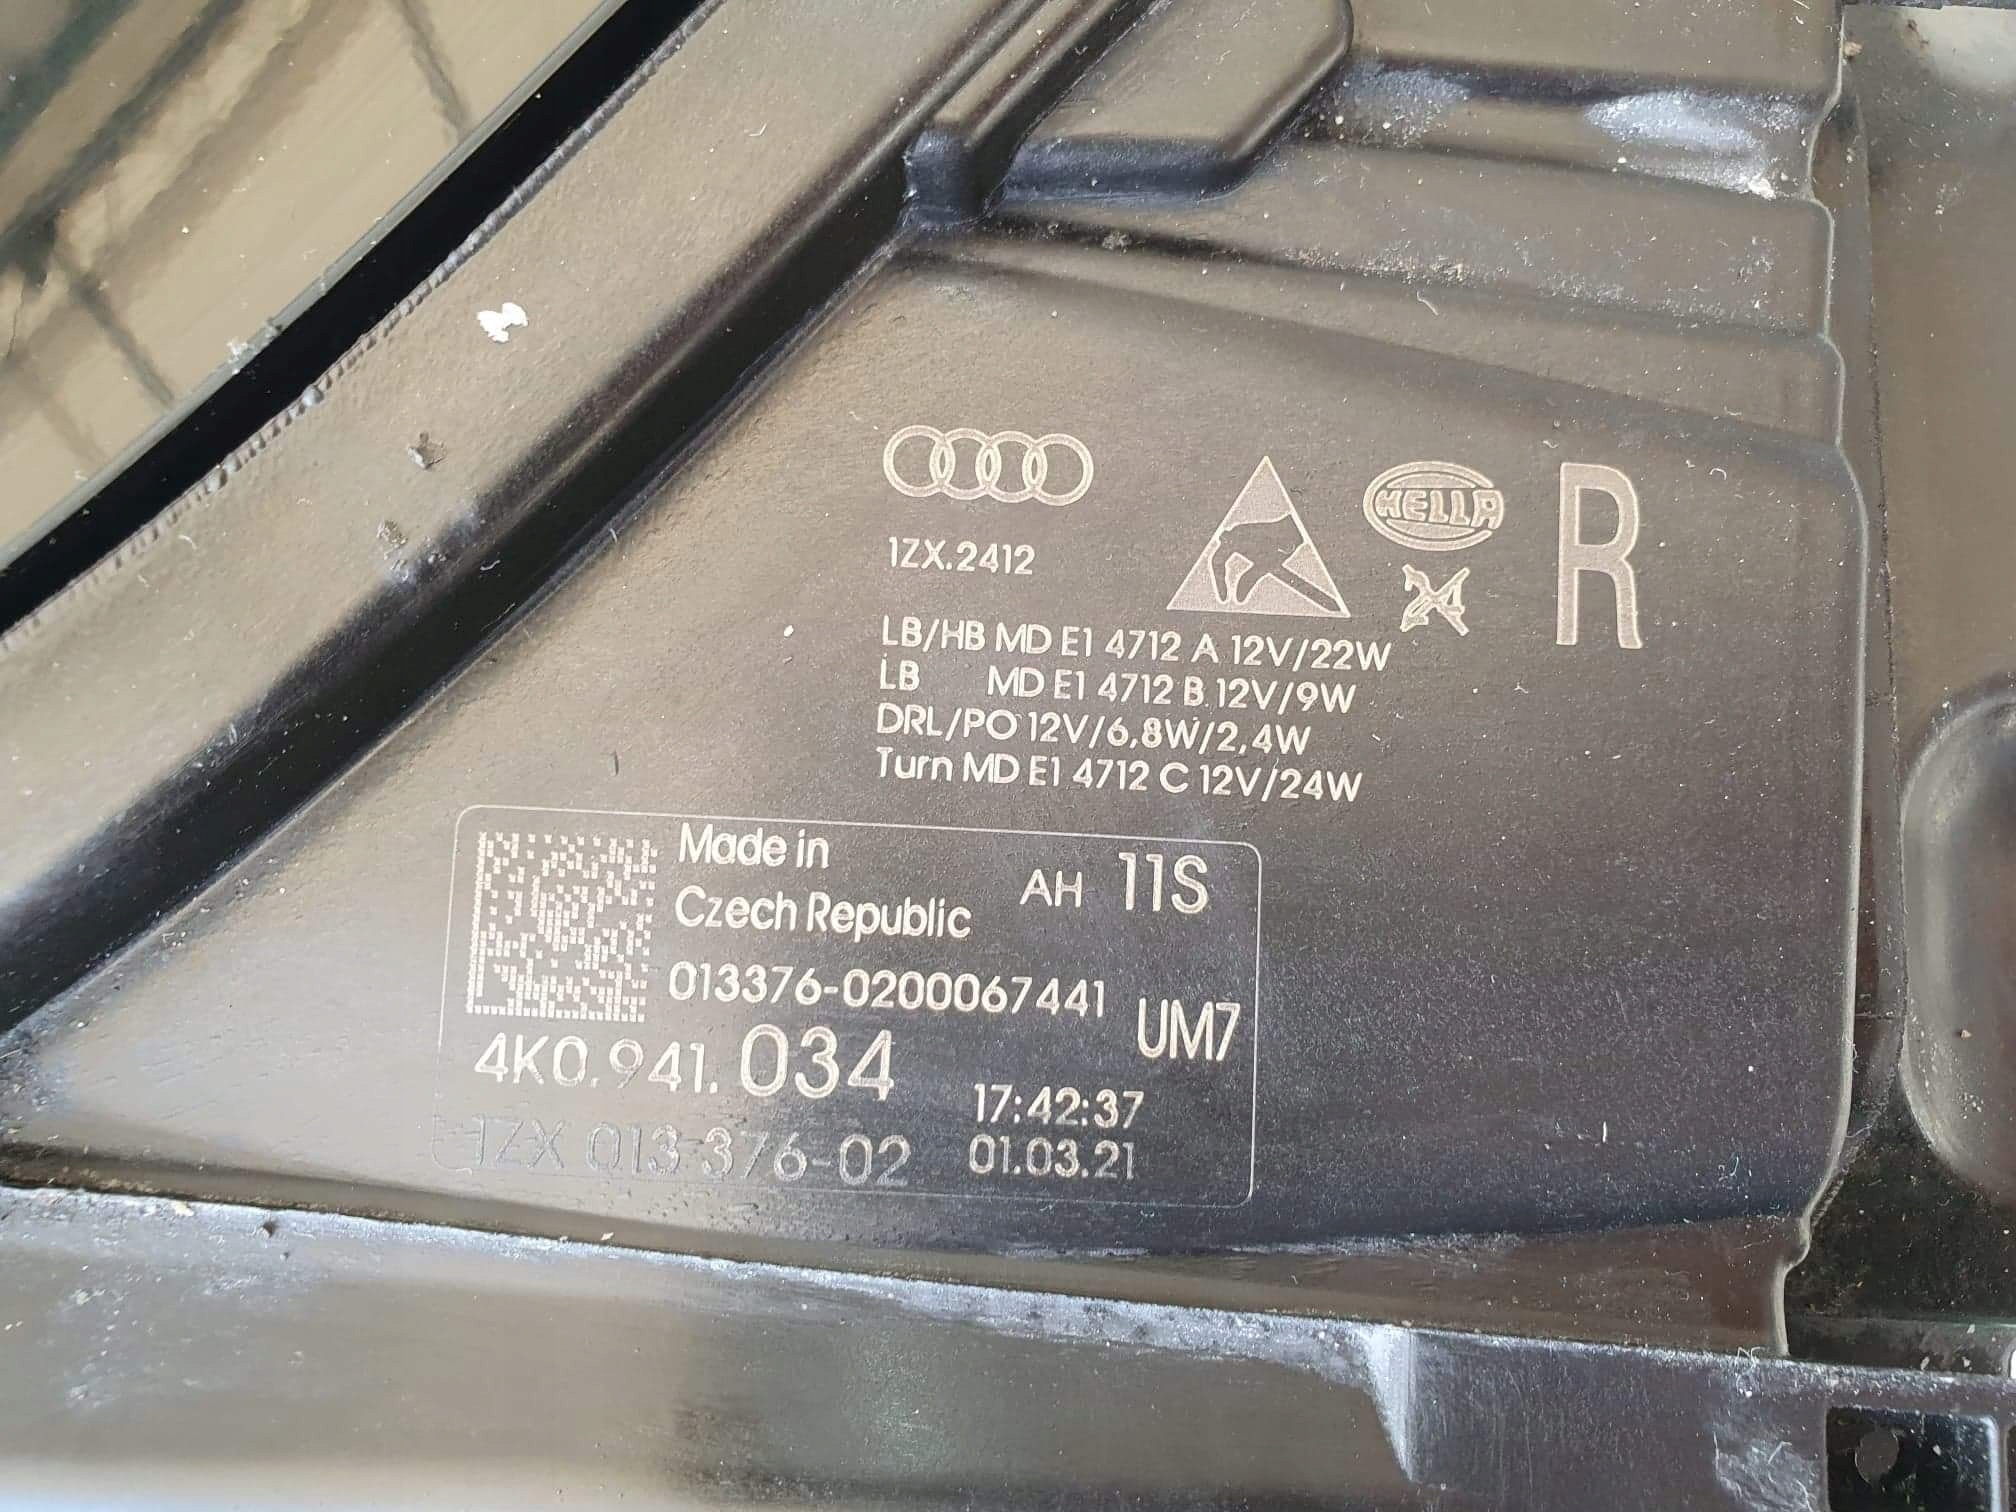 HELLA
R
1ZX.2412
24
LB/HB MD E1 4712 A 12V/22W
LB MD E1 4712 B 12V/9W
DRL/PO 12V/6,8W/2,4W
Turn MD E1 4712 C 12V/24W
Made in
Czech Republic
AH 11S
013376-0200067441
UM7
4K0.941.034
17:42:37
1ZX 013 376-02
01.03.21